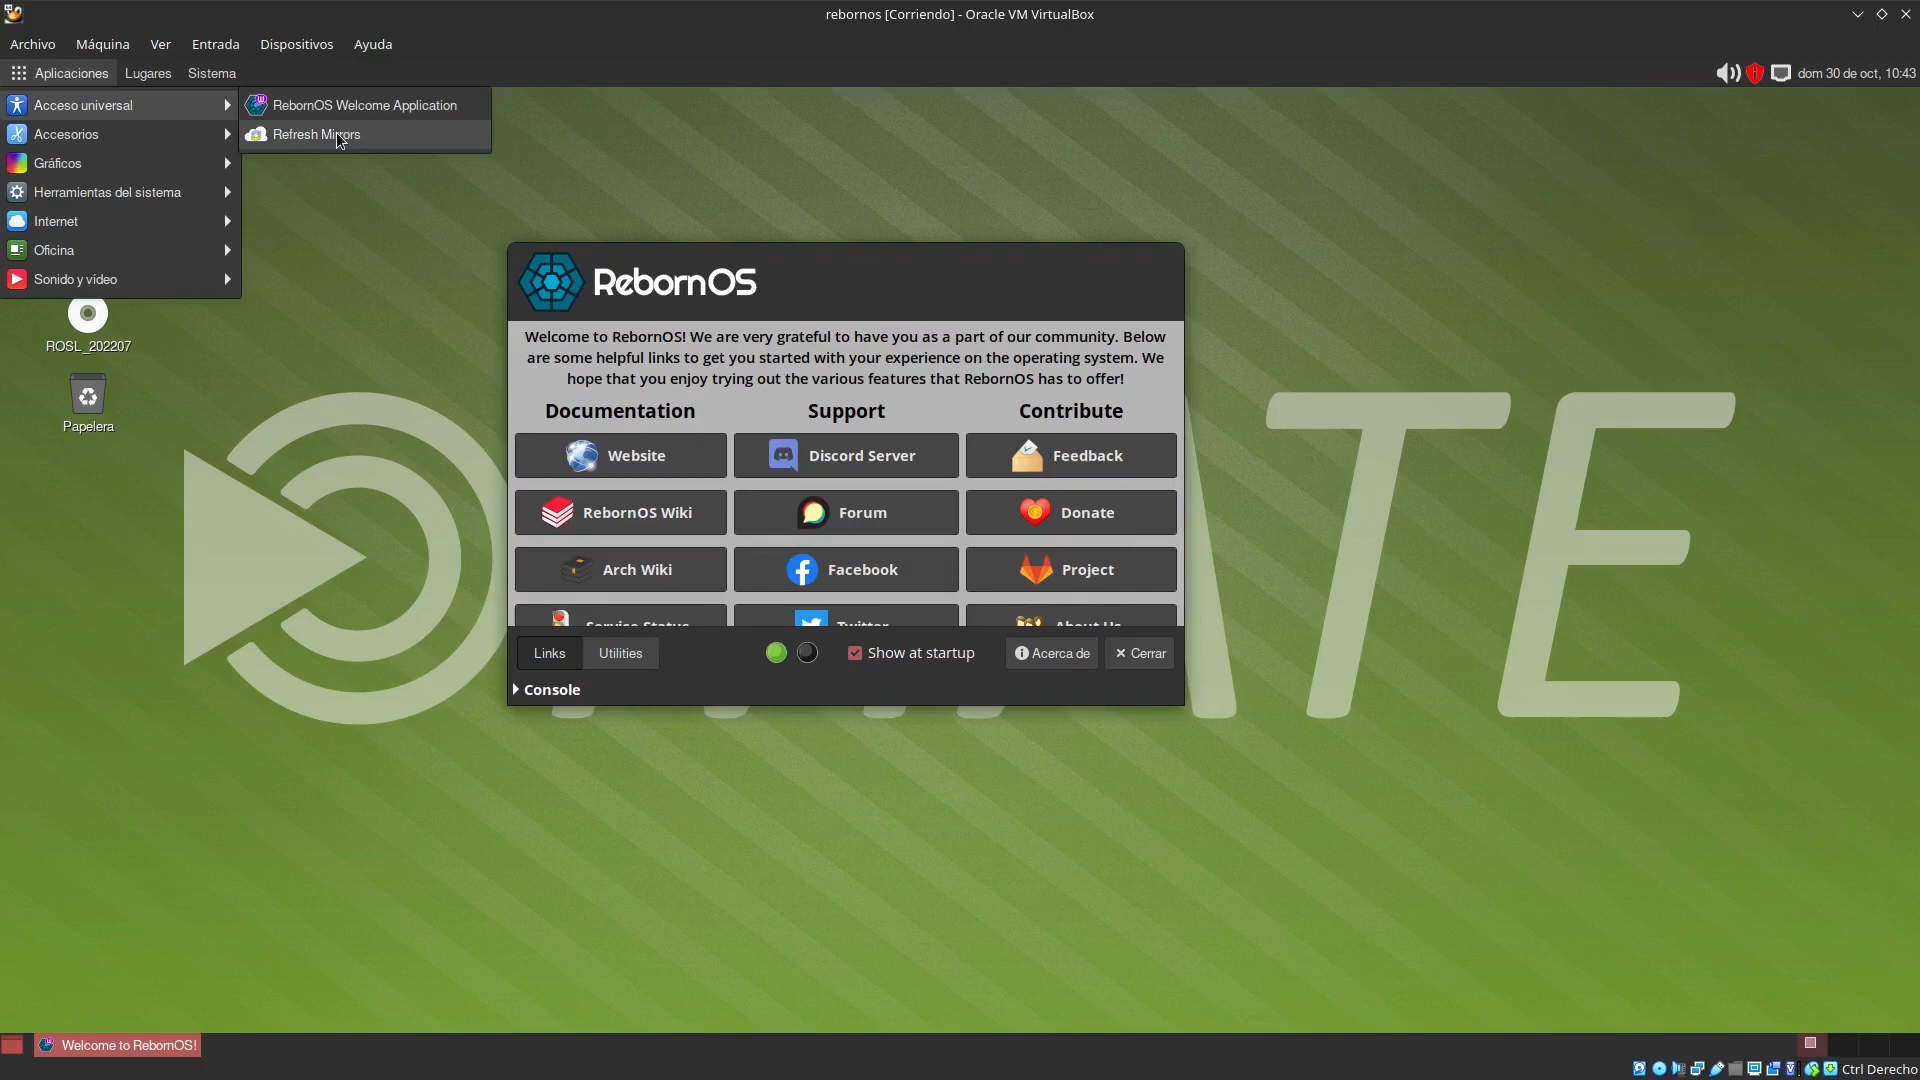 rebornos [Corriendo] - Oracle VM VirtualBox
Archivo Máquina Ver Entrada Dispositivos Ayuda
Aplicaciones Lugares Sistema dom 30 de oct, 10:43
Acceso universal
Accesorios
Gráficos
Herramientas del sistema
Internet
Oficina
Sonido y vídeo
RebornOS Welcome Application
Refresh Mirrors
ROSL_202207
Papelera
RebornOS
Welcome to RebornOS! We are very grateful to have you as a part of our community. Below
are some helpful links to get you started with your experience on the operating system. We
hope that you enjoy trying out the various features that RebornOS has to offer!
Documentation Support Contribute
Website Discord Server Feedback
RebornOS Wiki Forum Donate
Arch Wiki Facebook Project
Service Status Twitter About Us
Links Utilities Show at startup Acerca de Cerrar
Console
Welcome to RebornOS!
Ctrl Derecho